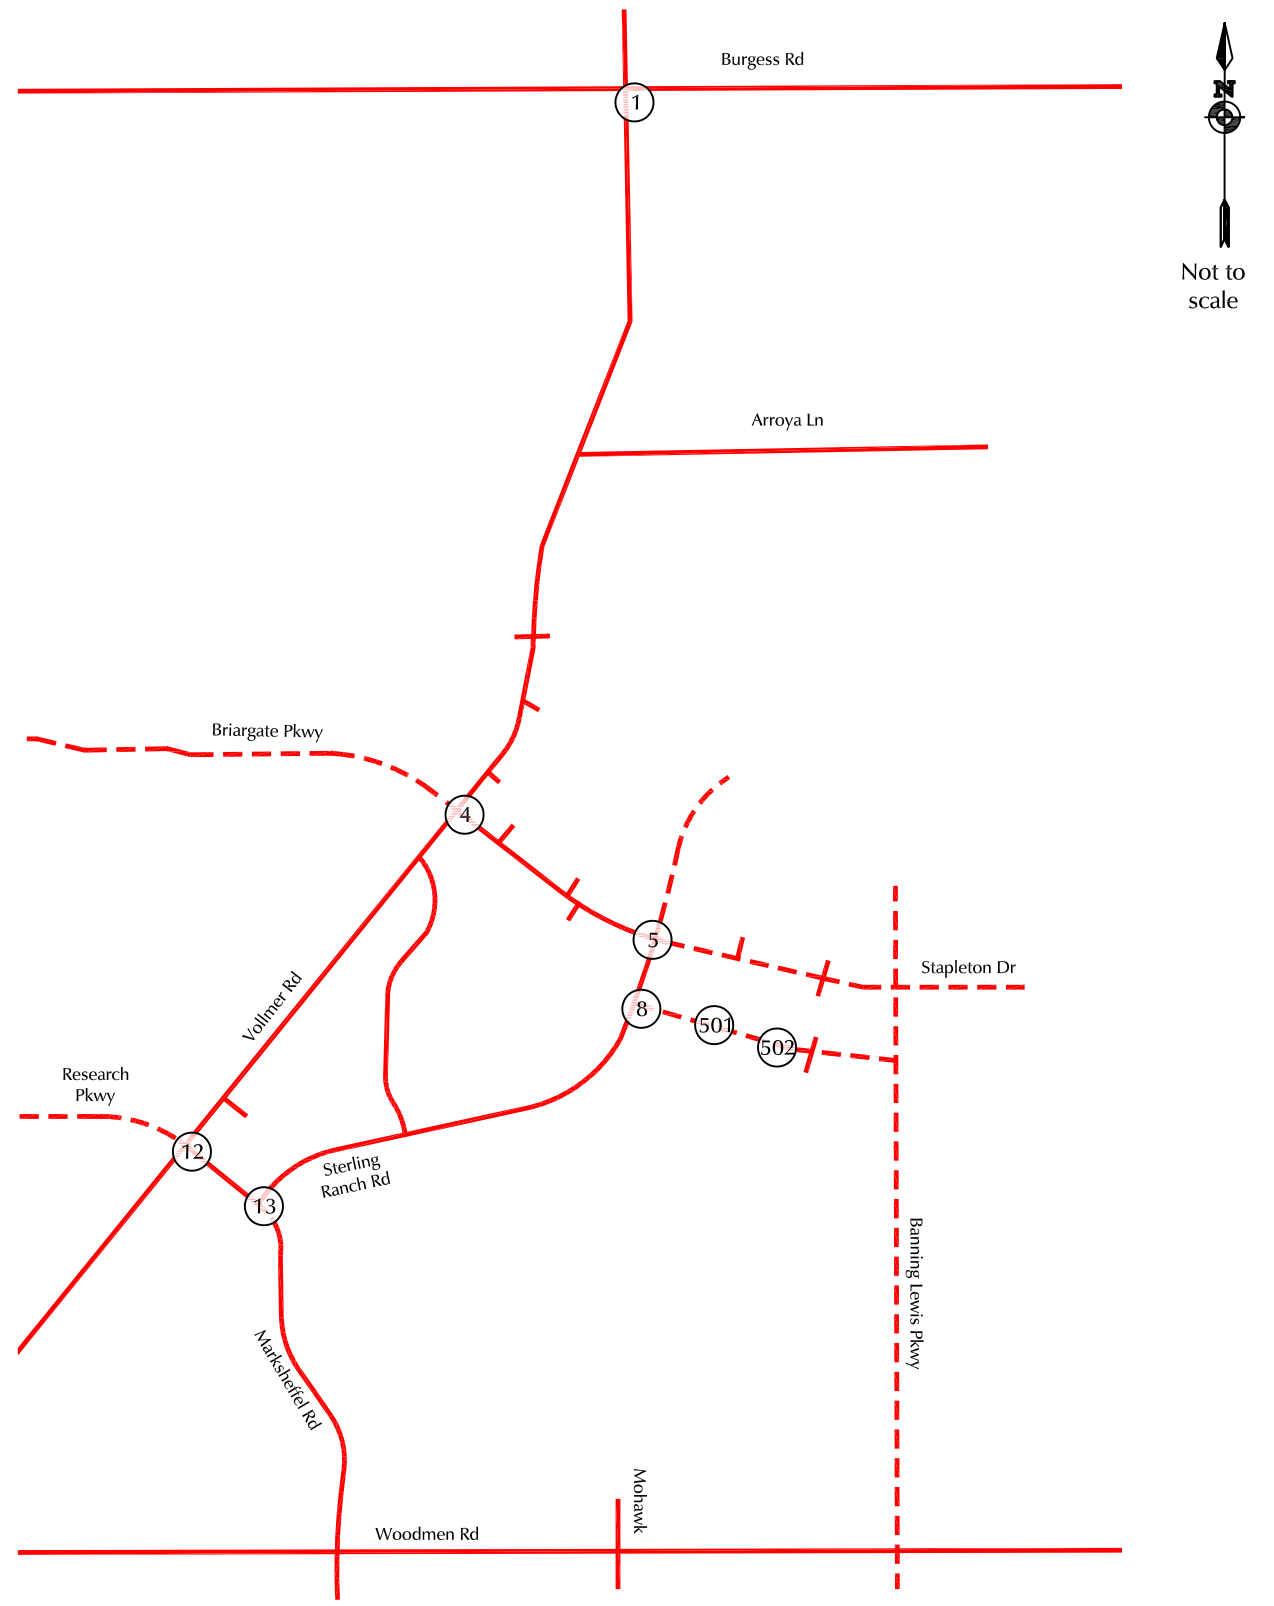 Burgess Rd
1
N
Not to
scale
Arroya Ln
Briargate Pkwy
4
5
Stapleton Dr
Vollmer Rd
8
501
502
Research
Pkwy
12
Sterling
Ranch Rd
13
Banning Lewis Pkwy
Marksheffel Rd
Mohawk
Woodmen Rd